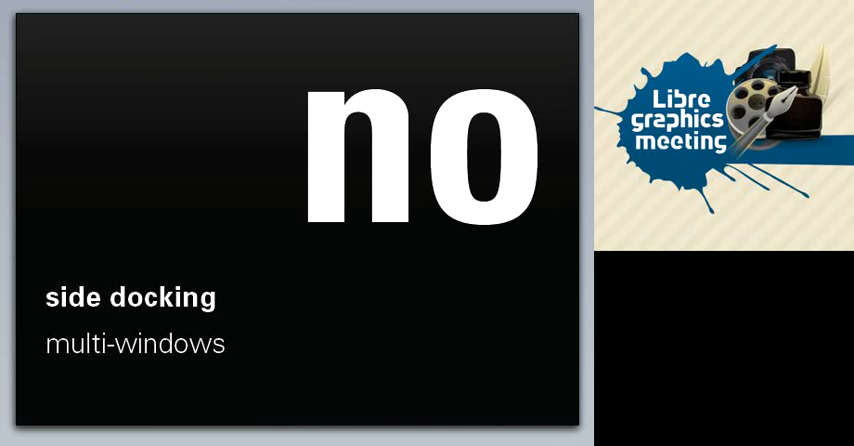 no
side docking
multi-windows
Libre
graphics
meeting